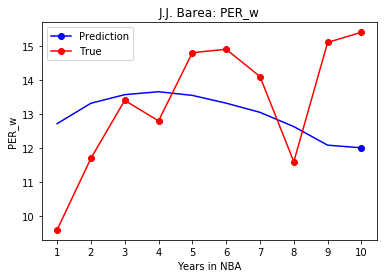 J.J. Barea: PER_w
Prediction
True
15
14
13
12
11
10
PER_w
1 2 3 4 5 6 7 8 9 10
Years in NBA